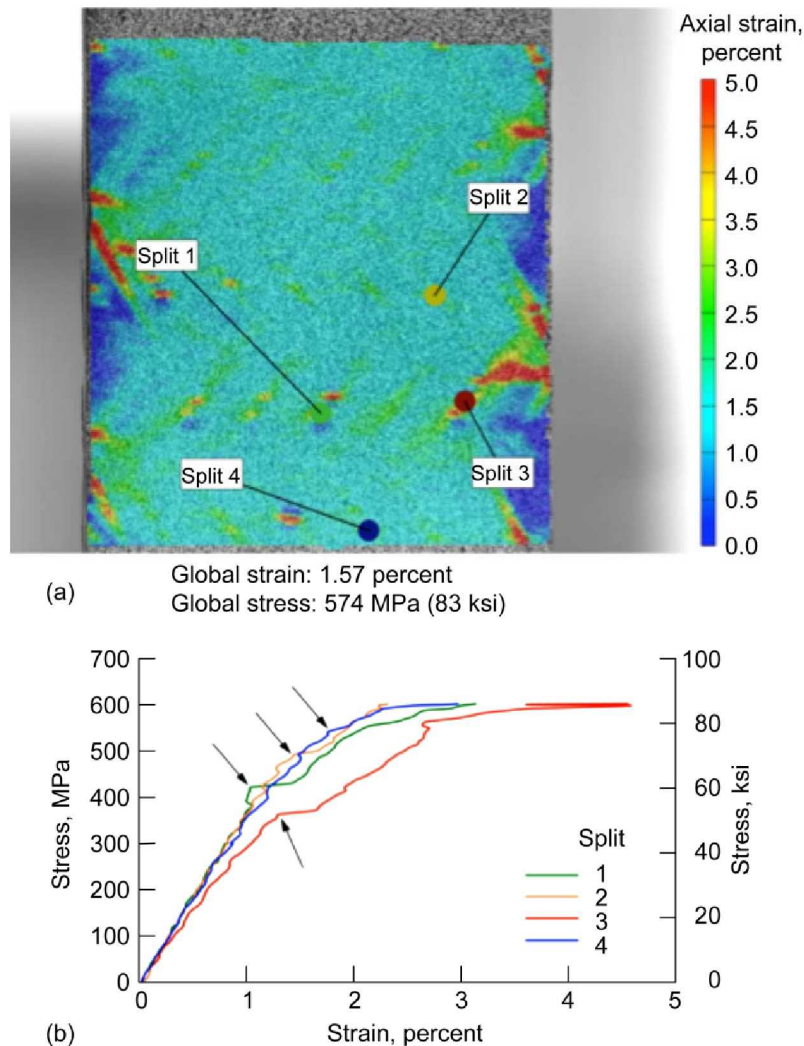 Axial strain,
percent
5.0
4.5
4.0
3.5
3.0
2.5
2.0
1.5
1.0
0.5
0.0
Split 2
Split 1
Split 3
Split 4
(a)
Global strain: 1.57 percent
Global stress: 574 MPa (83 ksi)
700
600
500
400
300
200
100
0
Stress, MPa
100
80
60
40
20
0
Stress, ksi
Split
1
2
3
4
0 1 2 3 4 5
Strain, percent
(b)